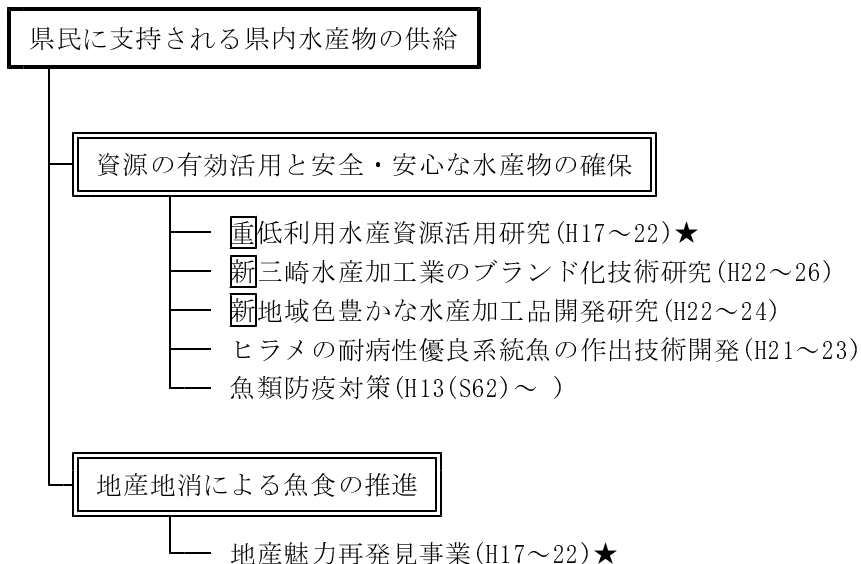 県民に支持される県内水産物の供給
資源の有効活用と安全・安心な水産物の確保
重低利用水産資源活用研究(H17～22)★
新三崎水産加工業のブランド化技術研究(H22～26)
新地域色豊かな水産加工品開発研究(H22～24)
ヒラメの耐病性優良系統魚の作出技術開発(H21～23)
魚類防疫対策(H13(S62)～ )
地産地消による魚食の推進
地産魅力再発見事業(H17～22)★